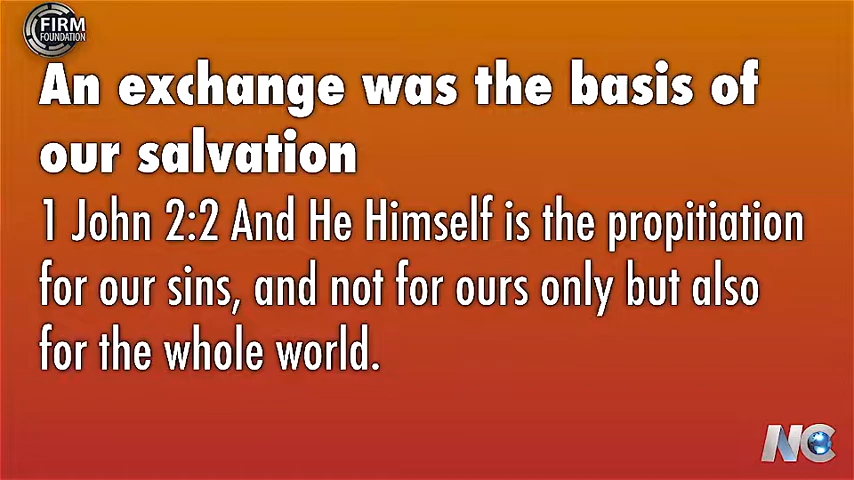 FIRM
FOUNDATION
An exchange was the basis of
our salvation
1 John 2:2 And He Himself is the propitiation
for our sins, and not for ours only but also
for the whole world.
NC